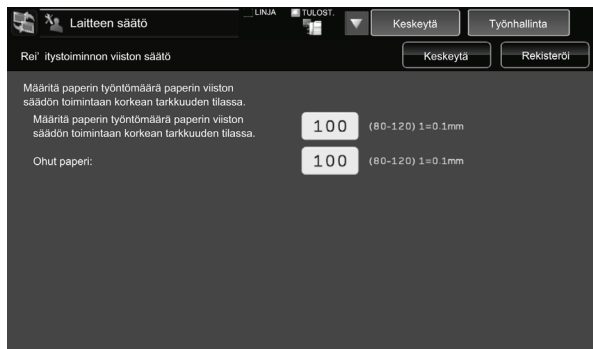 Laitteen säätö
LINJA
TULOST.
Keskeytä
Työnhallinta
Rei' itystoiminnon viiston säätö
Keskeytä
Rekisteröi
Määritä paperin työntömäärä paperin viiston
säädön toimintaan korkean tarkkuuden tilassa.
Määritä paperin työntömäärä paperin viiston
säädön toimintaan korkean tarkkuuden tilassa.
100
(80-120) 1=0.1mm
Ohut paperi:
100
(80-120) 1=0.1mm